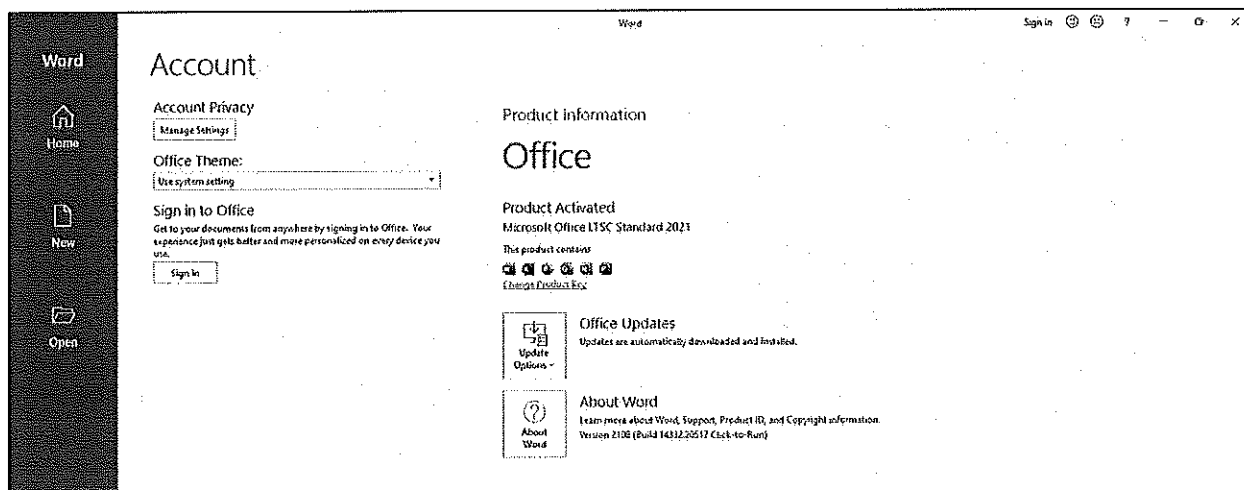 Word
Sign in
?
Word
Home
New
Open
Account
Account Privacy
Manage Settings
Office Theme:
Use system setting
Sign in to Office
Get to your documents from anywhere by signing in to Office. Your
experience just gets better and more personalized on every device you
use.
Sign in
Product Information
Office
Product Activated
Microsoft Office LTSC Standard 2021
This product contains
Change Product Key
Update
Options
Office Updates
Updates are automatically downloaded and installed.
About
Word
About Word
Learn more about Word, Support, Product ID, and Copyright information.
Version 2108 (Build 14332.20517 Click-to-Run)